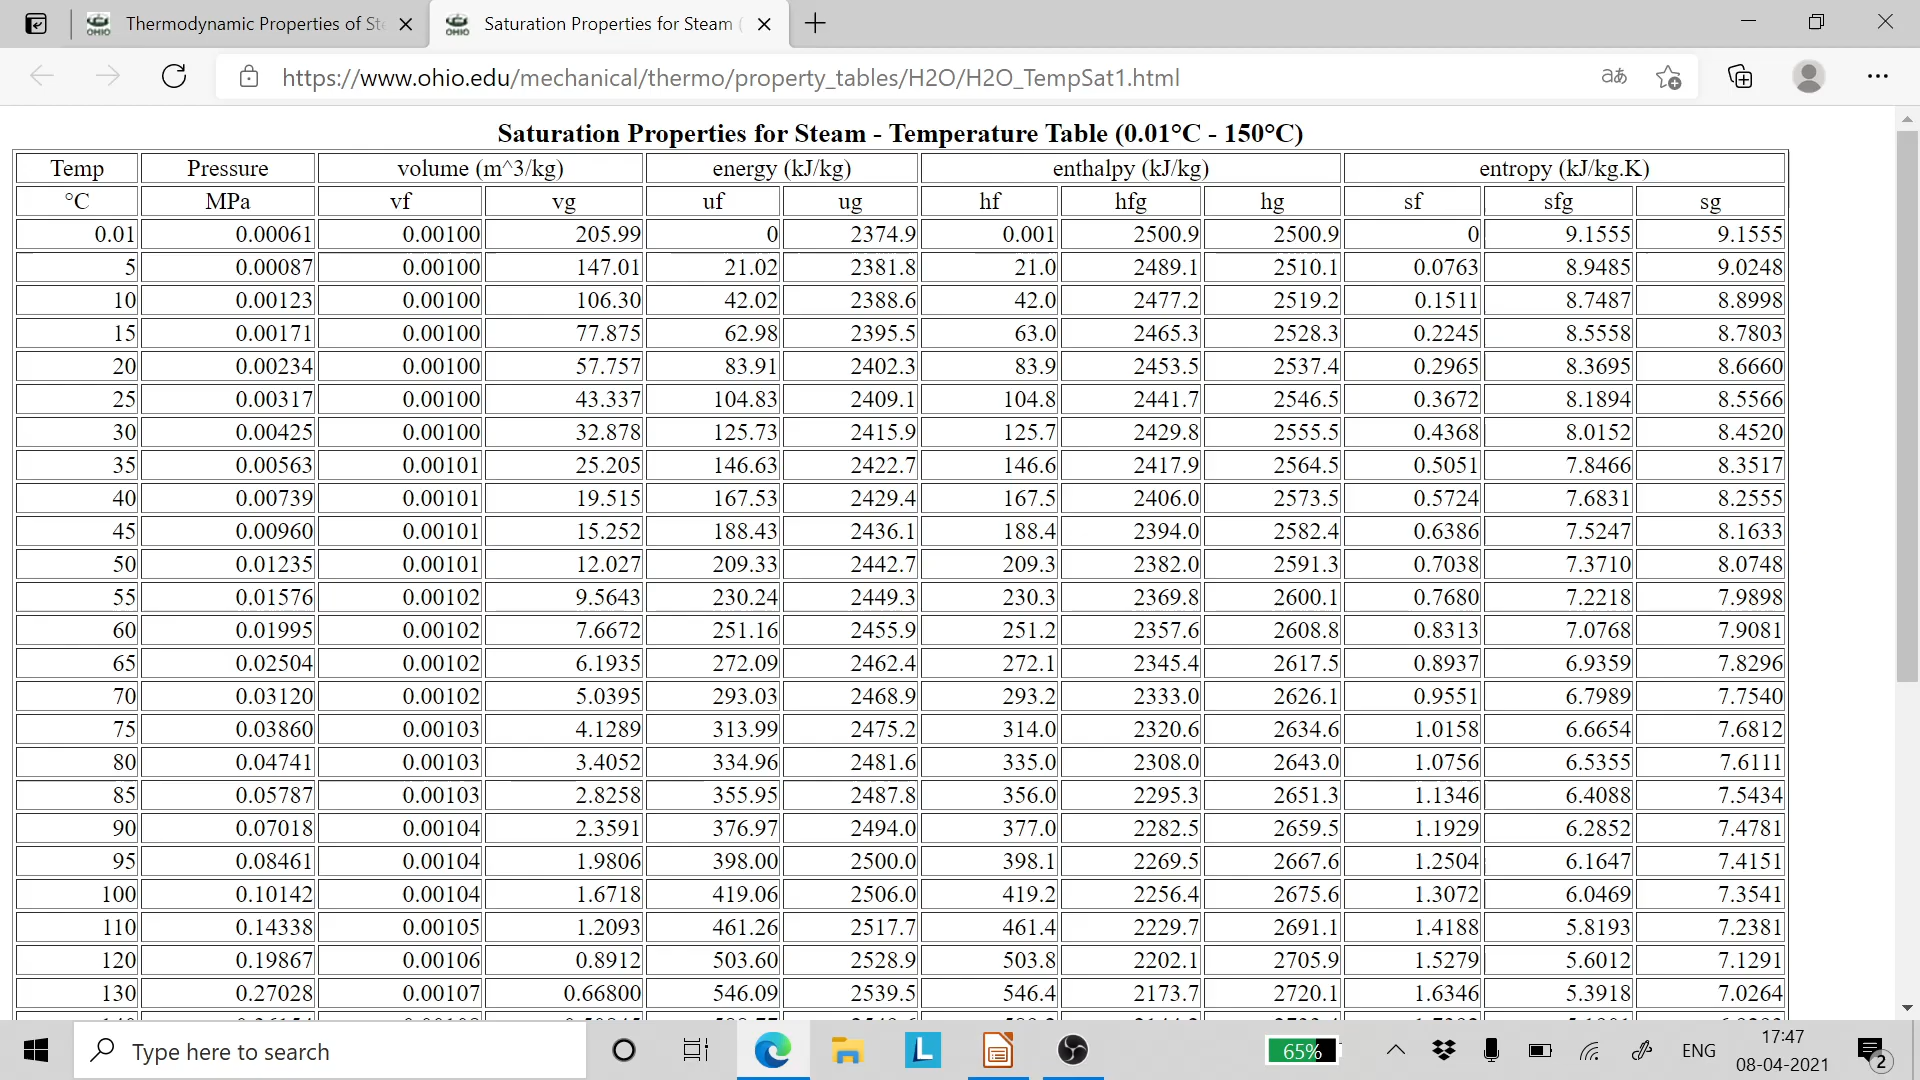 Thermodynamic Properties of Ste
Saturation Properties for Steam (
https://www.ohio.edu/mechanical/thermo/property_tables/H2O/H2O_TempSat1.html
Saturation Properties for Steam - Temperature Table (0.01°C - 150°C)
Temp Pressure volume (m^3/kg) energy (kJ/kg) enthalpy (kJ/kg) entropy (kJ/kg.K)
°C MPa vf vg uf ug hf hfg hg sf sfg sg
0.01 0.00061 0.00100 205.99 0 2374.9 0.001 2500.9 2500.9 0 9.1555 9.1555
5 0.00087 0.00100 147.01 21.02 2381.8 21.0 2489.1 2510.1 0.0763 8.9485 9.0248
10 0.00123 0.00100 106.30 42.02 2388.6 42.0 2477.2 2519.2 0.1511 8.7487 8.8998
15 0.00171 0.00100 77.875 62.98 2395.5 63.0 2465.3 2528.3 0.2245 8.5558 8.7803
20 0.00234 0.00100 57.757 83.91 2402.3 83.9 2453.5 2537.4 0.2965 8.3695 8.6660
25 0.00317 0.00100 43.337 104.83 2409.1 104.8 2441.7 2546.5 0.3672 8.1894 8.5566
30 0.00425 0.00100 32.878 125.73 2415.9 125.7 2429.8 2555.5 0.4368 8.0152 8.4520
35 0.00563 0.00101 25.205 146.63 2422.7 146.6 2417.9 2564.5 0.5051 7.8466 8.3517
40 0.00739 0.00101 19.515 167.53 2429.4 167.5 2406.0 2573.5 0.5724 7.6831 8.2555
45 0.00960 0.00101 15.252 188.43 2436.1 188.4 2394.0 2582.4 0.6386 7.5247 8.1633
50 0.01235 0.00101 12.027 209.33 2442.7 209.3 2382.0 2591.3 0.7038 7.3710 8.0748
55 0.01576 0.00102 9.5643 230.24 2449.3 230.3 2369.8 2600.1 0.7680 7.2218 7.9898
60 0.01995 0.00102 7.6672 251.16 2455.9 251.2 2357.6 2608.8 0.8313 7.0768 7.9081
65 0.02504 0.00102 6.1935 272.09 2462.4 272.1 2345.4 2617.5 0.8937 6.9359 7.8296
70 0.03120 0.00102 5.0395 293.03 2468.9 293.2 2333.0 2626.1 0.9551 6.7989 7.7540
75 0.03860 0.00103 4.1289 313.99 2475.2 314.0 2320.6 2634.6 1.0158 6.6654 7.6812
80 0.04741 0.00103 3.4052 334.96 2481.6 335.0 2308.0 2643.0 1.0756 6.5355 7.6111
85 0.05787 0.00103 2.8258 355.95 2487.8 356.0 2295.3 2651.3 1.1346 6.4088 7.5434
90 0.07018 0.00104 2.3591 376.97 2494.0 377.0 2282.5 2659.5 1.1929 6.2852 7.4781
95 0.08461 0.00104 1.9806 398.00 2500.0 398.1 2269.5 2667.6 1.2504 6.1647 7.4151
100 0.10142 0.00104 1.6718 419.06 2506.0 419.2 2256.4 2675.6 1.3072 6.0469 7.3541
110 0.14338 0.00105 1.2093 461.26 2517.7 461.4 2229.7 2691.1 1.4188 5.8193 7.2381
120 0.19867 0.00106 0.8912 503.60 2528.9 503.8 2202.1 2705.9 1.5279 5.6012 7.1291
130 0.27028 0.00107 0.66800 546.09 2539.5 546.4 2173.7 2720.1 1.6346 5.3918 7.0264
Type here to search
65%
ENG
17:47
08-04-2021
2